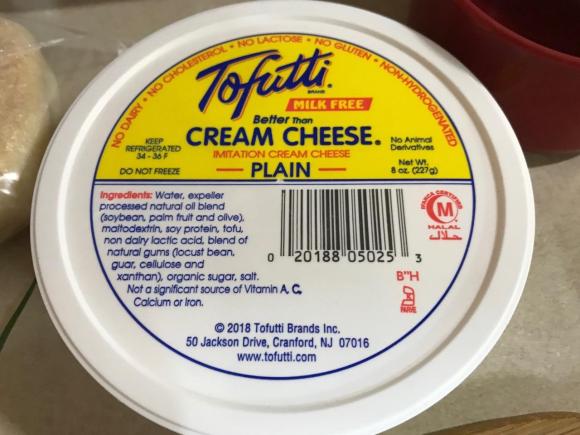 NO DAIRY • NO CHOLESTEROL • NO LACTOSE • NO GLUTEN • NON-HYDROGENATED
Tofutti
BRAND
MILK FREE
Better Than
CREAM CHEESE®
IMITATION CREAM CHEESE
PLAIN
KEEP
REFRIGERATED
34 - 36 F
DO NOT FREEZE
No Animal
Derivatives
Net Wt.
8 oz. (227g)
Ingredients: Water, expeller
processed natural oil blend
(soybean, palm fruit and olive),
maltodextrin, soy protein, tofu,
non dairy lactic acid, blend of
natural gums (locust bean,
guar, cellulose and
xanthan), organic sugar, salt.
Not a significant source of Vitamin A, C,
Calcium or Iron.
0 20188 05025 3
M
HALAL
حلال
B"H
K
PARVE
© 2018 Tofutti Brands Inc.
50 Jackson Drive, Cranford, NJ 07016
www.tofutti.com